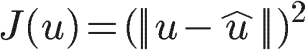 J(u) = (‖u − û‖)²